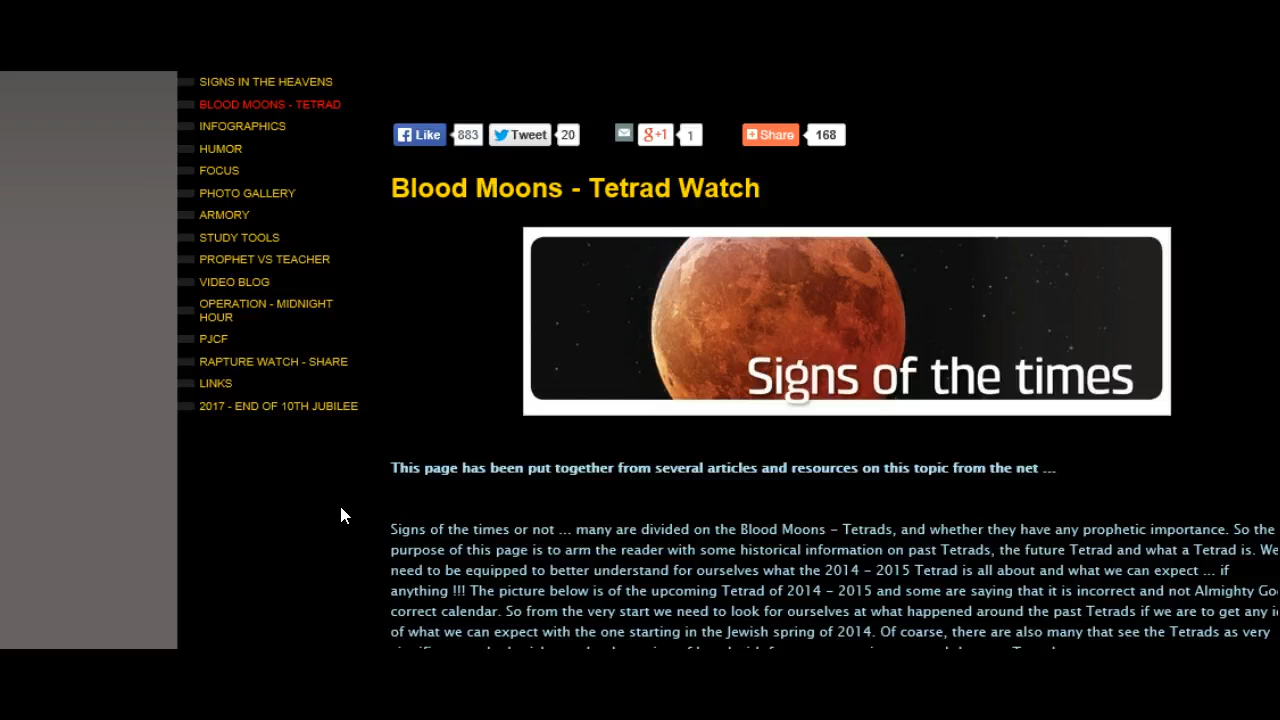 SIGNS IN THE HEAVENS
BLOOD MOONS - TETRAD
INFOGRAPHICS
HUMOR
FOCUS
PHOTO GALLERY
ARMORY
STUDY TOOLS
PROPHET VS TEACHER
VIDEO BLOG
OPERATION - MIDNIGHT
HOUR
PJCF
RAPTURE WATCH - SHARE
LINKS
2017 - END OF 10TH JUBILEE
Like 883 Tweet 20 g+1 1 Share 168
Blood Moons - Tetrad Watch
Signs of the times
This page has been put together from several articles and resources on this topic from the net ...
Signs of the times or not ... many are divided on the Blood Moons - Tetrads, and whether they have any prophetic importance. So the
purpose of this page is to arm the reader with some historical information on past Tetrads, the future Tetrad and what a Tetrad is. We
need to be equipped to better understand for ourselves what the 2014 - 2015 Tetrad is all about and what we can expect ... if
anything !!! The picture below is of the upcoming Tetrad of 2014 - 2015 and some are saying that it is incorrect and not Almighty
correct calendar. So from the very start we need to look for ourselves at what happened around the past Tetrads if we are to get any
of what we can expect with the one starting in the Jewish spring of 2014. Of coarse, there are also many that see the Tetrads as very